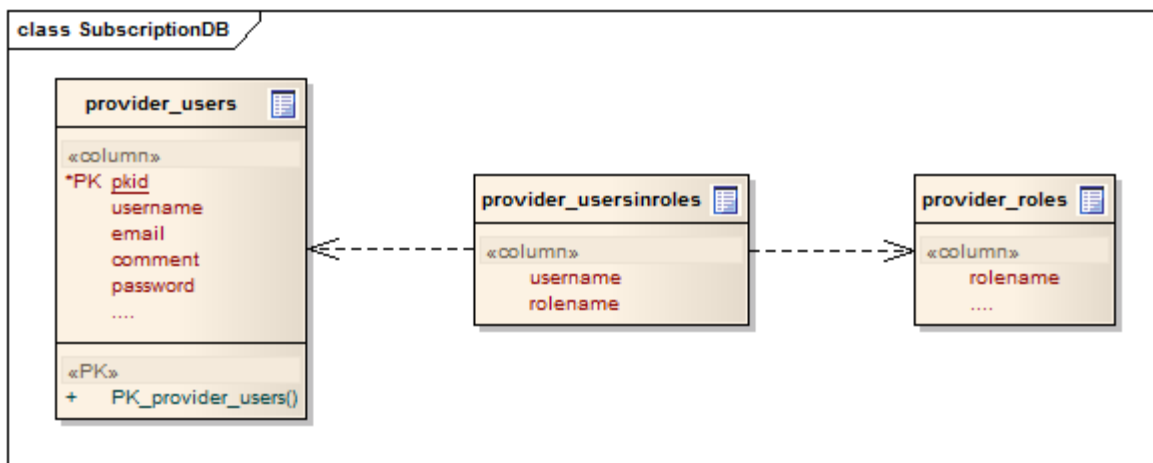 class SubscriptionDB
provider_users
«column»
*PK pkid
username
email
comment
password
....
«PK»
+ PK_provider_users()
provider_usersinroles
«column»
username
rolename
provider_roles
«column»
rolename
....